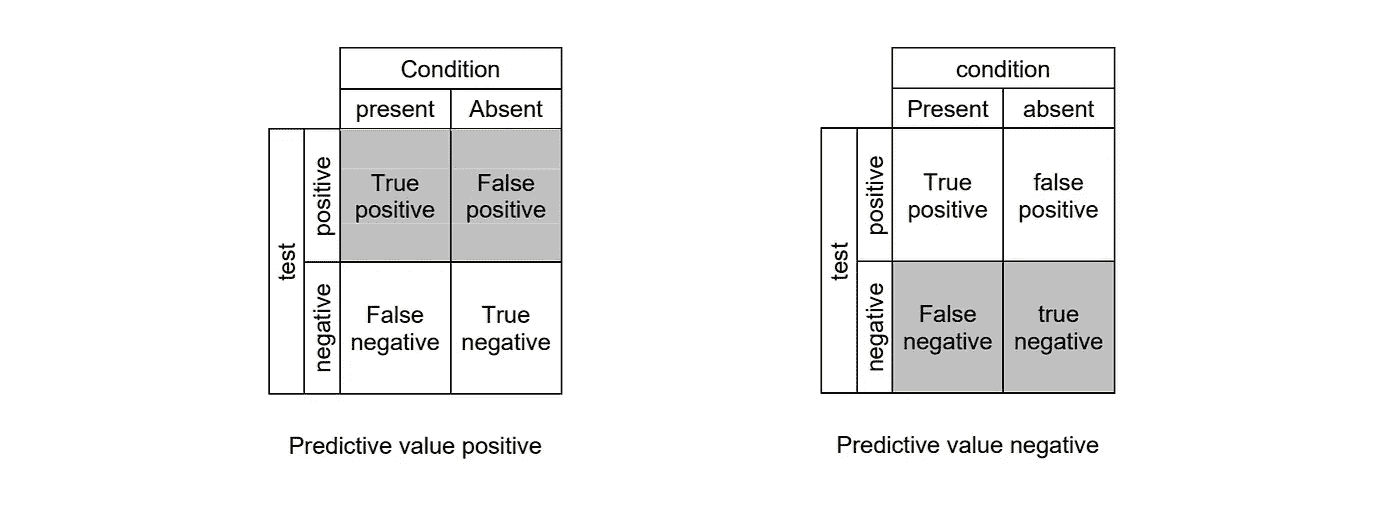 Condition
present Absent
test
positive
True
positive
False
positive
negative
False
negative
True
negative
Predictive value positive
condition
Present absent
test
positive
True
positive
false
positive
negative
False
negative
true
negative
Predictive value negative